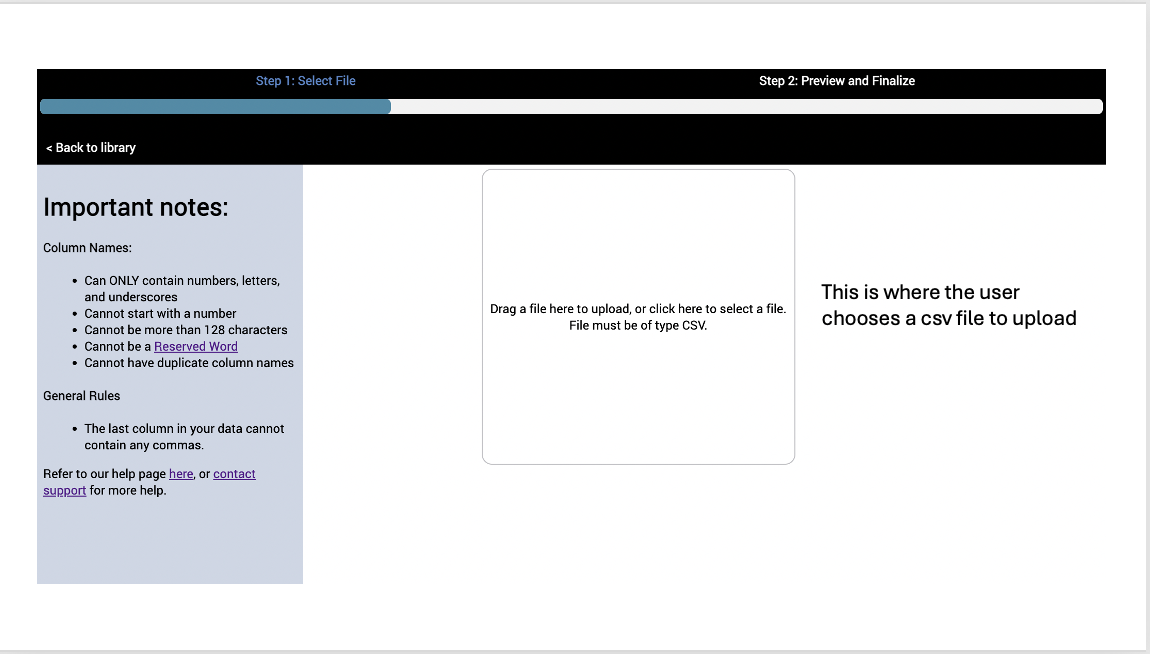 Step 1: Select File
Step 2: Preview and Finalize
< Back to library
Important notes:
Column Names:
• Can ONLY contain numbers, letters,
and underscores
• Cannot start with a number
• Cannot be more than 128 characters
• Cannot be a Reserved Word
• Cannot have duplicate column names
General Rules
• The last column in your data cannot
contain any commas.
Refer to our help page here, or contact
support for more help.
Drag a file here to upload, or click here to select a file.
File must be of type CSV.
This is where the user
chooses a csv file to upload